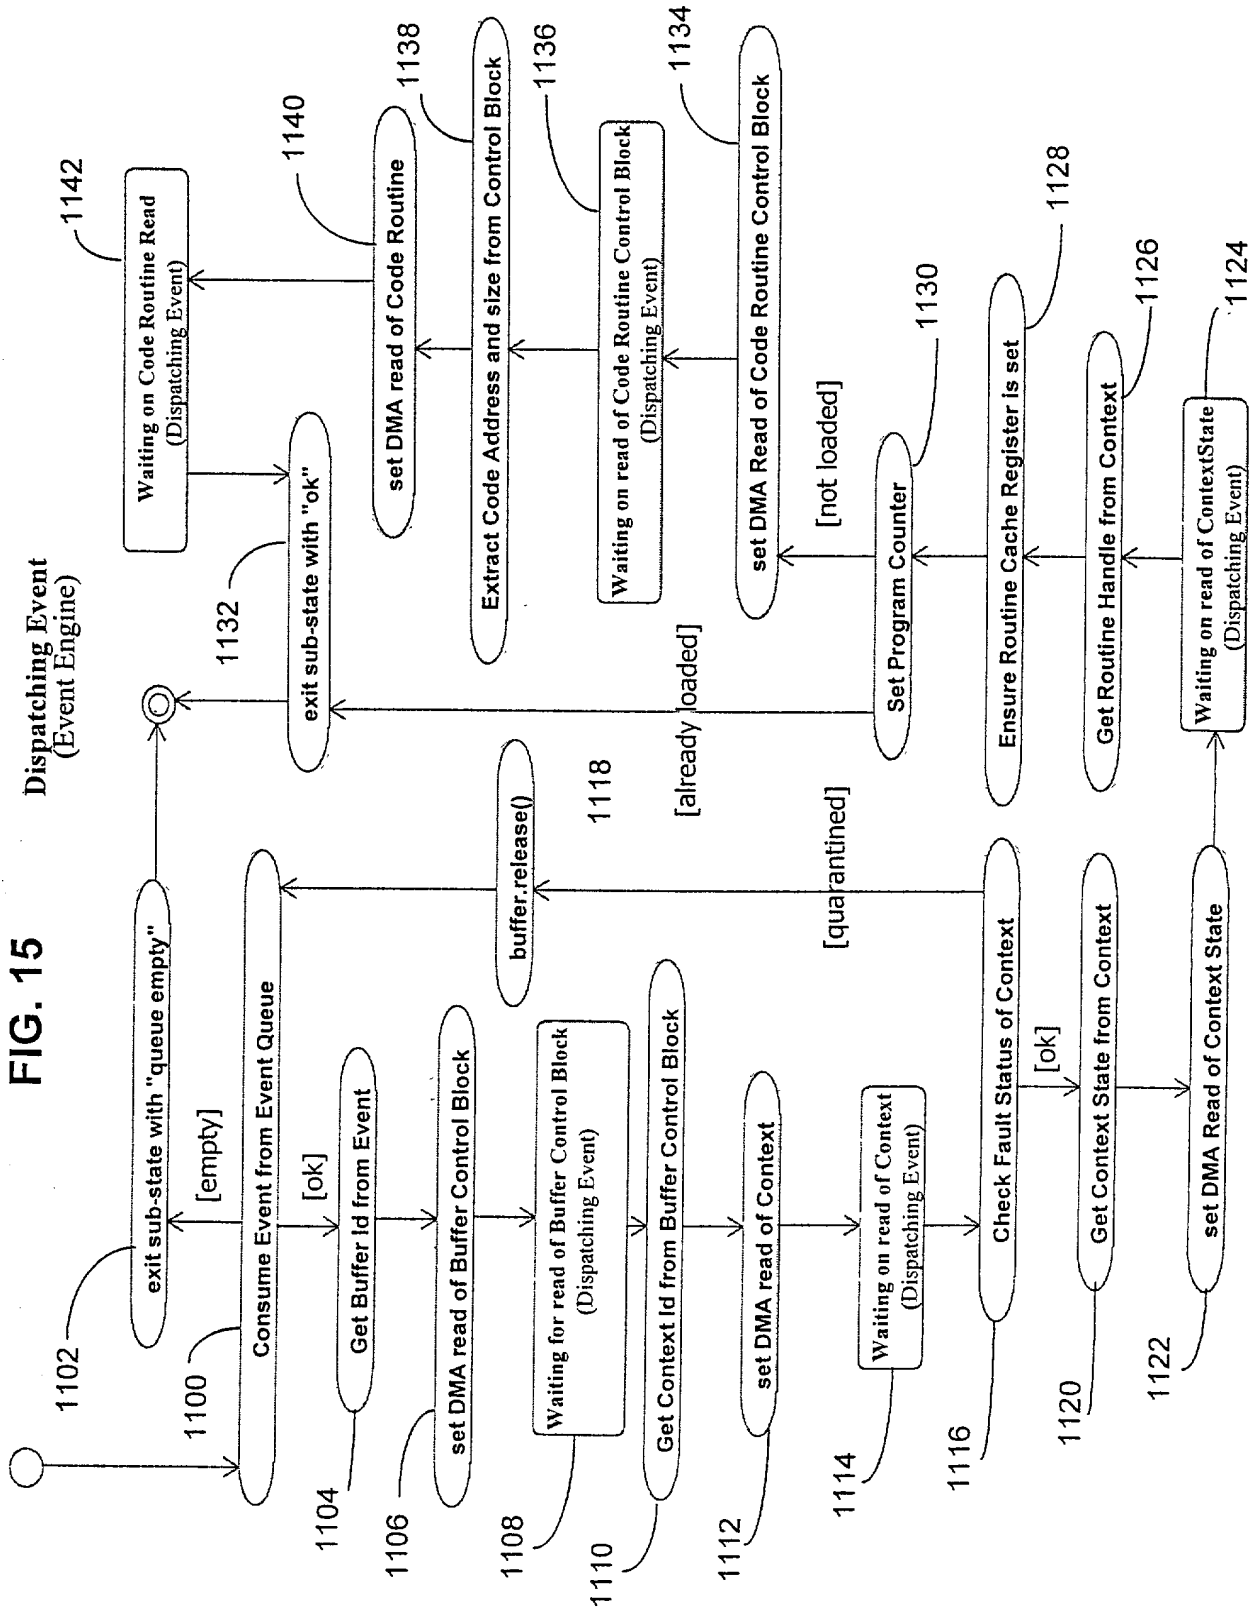 FIG. 15
Dispatching Event
(Event Engine)
1102
exit sub-state with "queue empty"
[empty]
1100
Consume Event from Event Queue
[ok]
1104
Get Buffer Id from Event
1106
set DMA read of Buffer Control Block
1108
Waiting for read of Buffer Control Block
(Dispatching Event)
1110
Get Context Id from Buffer Control Block
1112
set DMA read of Context
1114
Waiting on read of Context
(Dispatching Event)
1116
Check Fault Status of Context
[quarantined]
buffer.release()
1118
[ok]
1120
Get Context State from Context
1122
set DMA Read of Context State
1124
Waiting on read of ContextState
(Dispatching Event)
1126
Get Routine Handle from Context
1128
Ensure Routine Cache Register is set
1130
Set Program Counter
[already loaded]
[not loaded]
1132
exit sub-state with "ok"
1134
set DMA Read of Code Routine Control Block
1136
Waiting on read of Code Routine Control Block
(Dispatching Event)
1138
Extract Code Address and size from Control Block
1140
set DMA read of Code Routine
1142
Waiting on Code Routine Read
(Dispatching Event)